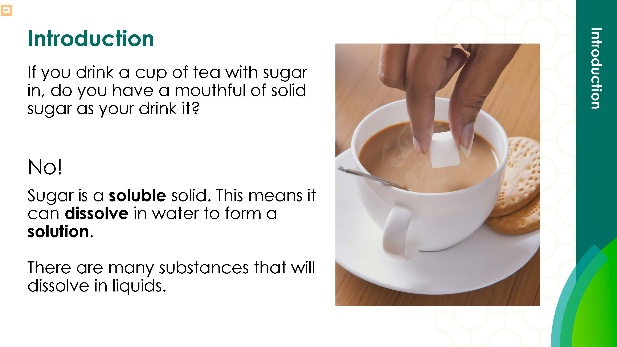 Introduction
If you drink a cup of tea with sugar
in, do you have a mouthful of solid
sugar as your drink it?
No!
Sugar is a soluble solid. This means it
can dissolve in water to form a
solution.
There are many substances that will
dissolve in liquids.
Introduction